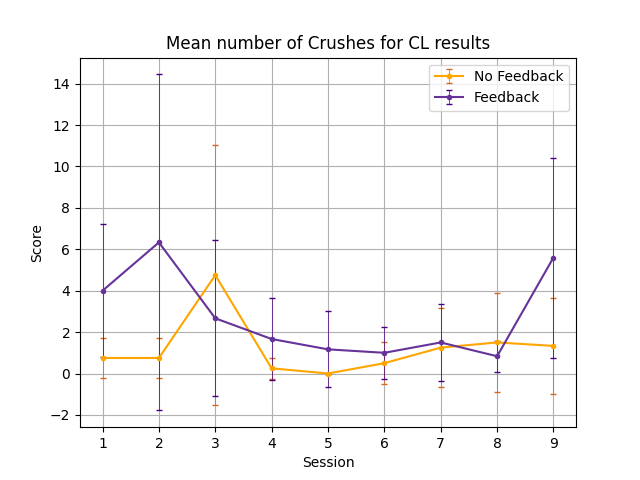 Mean number of Crushes for CL results
No Feedback
Feedback
Score
14
12
10
8
6
4
2
0
−2
1 2 3 4 5 6 7 8 9
Session